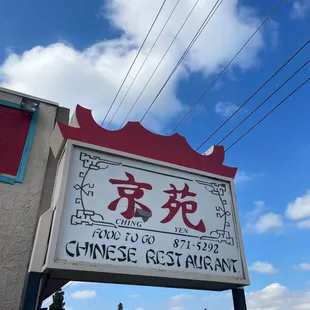 京苑
CHING YEN
FOOD TO GO 871-5292
CHINESE RESTAURANT